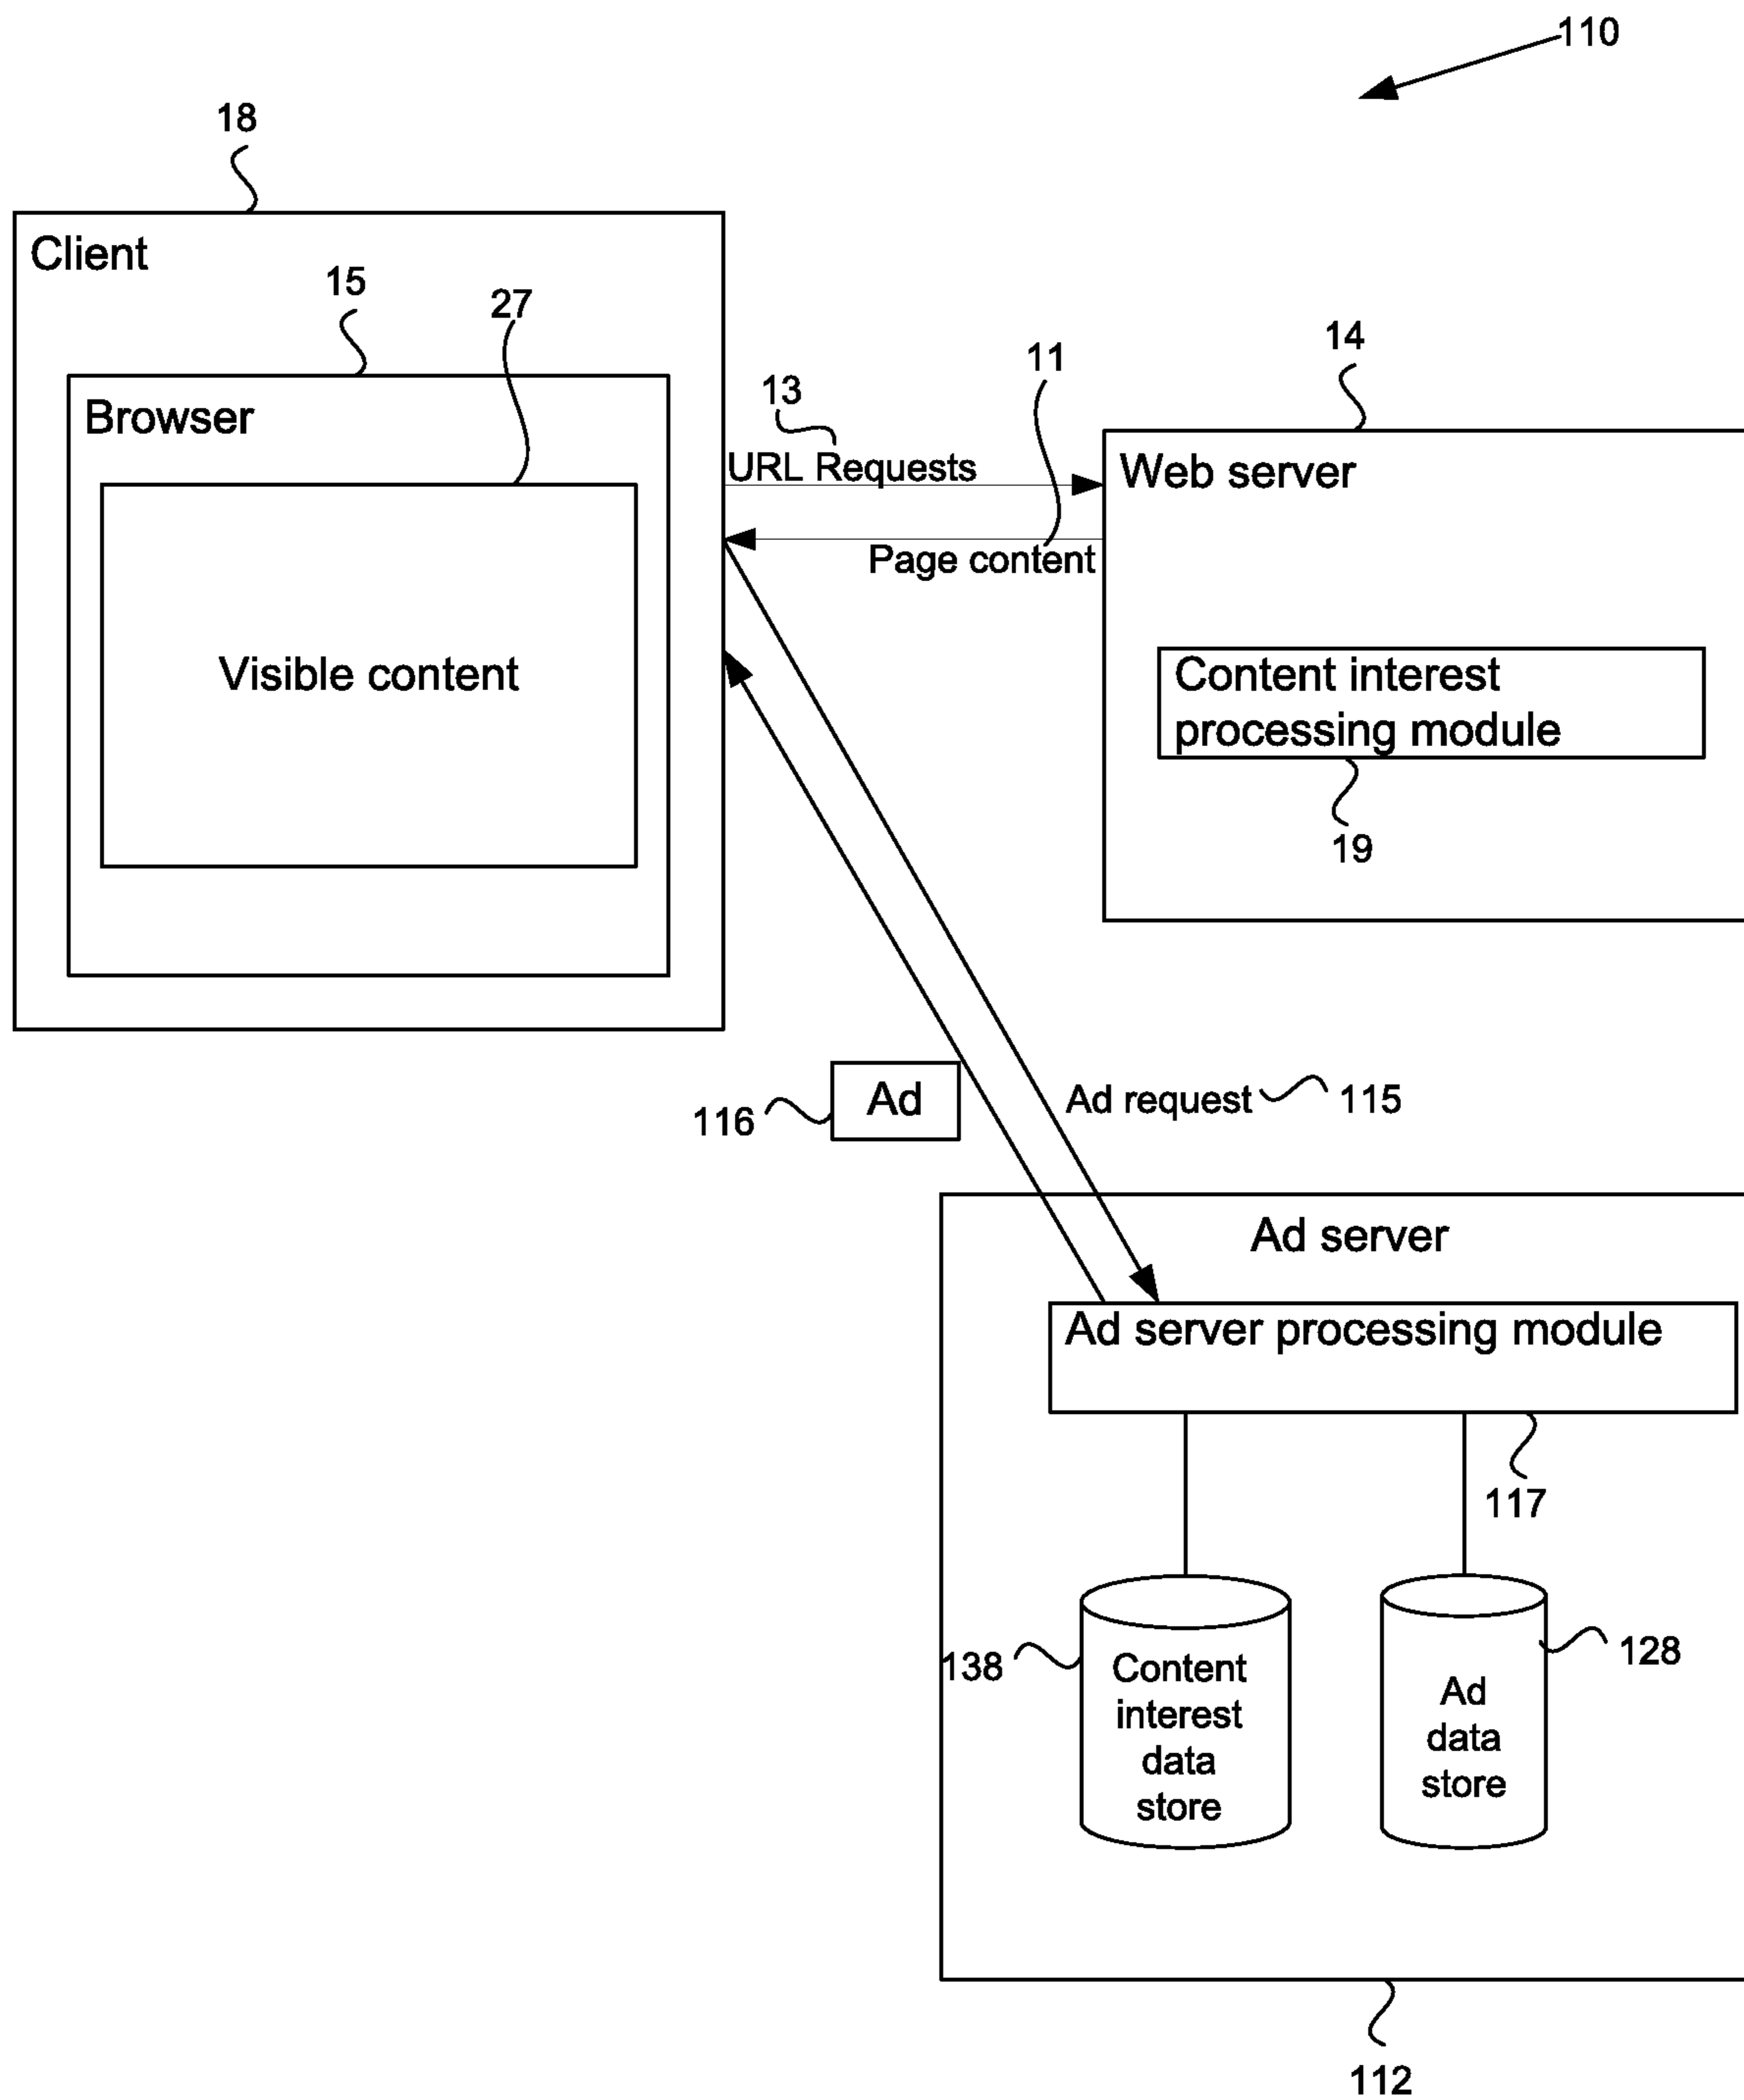 110
18
Client
15
27
Browser
Visible content
13
11
URL Requests
Page content
14
Web server
Content interest
processing module
19
116
Ad
Ad request
115
Ad server
Ad server processing module
117
138
Content
interest
data
store
128
Ad
data
store
112